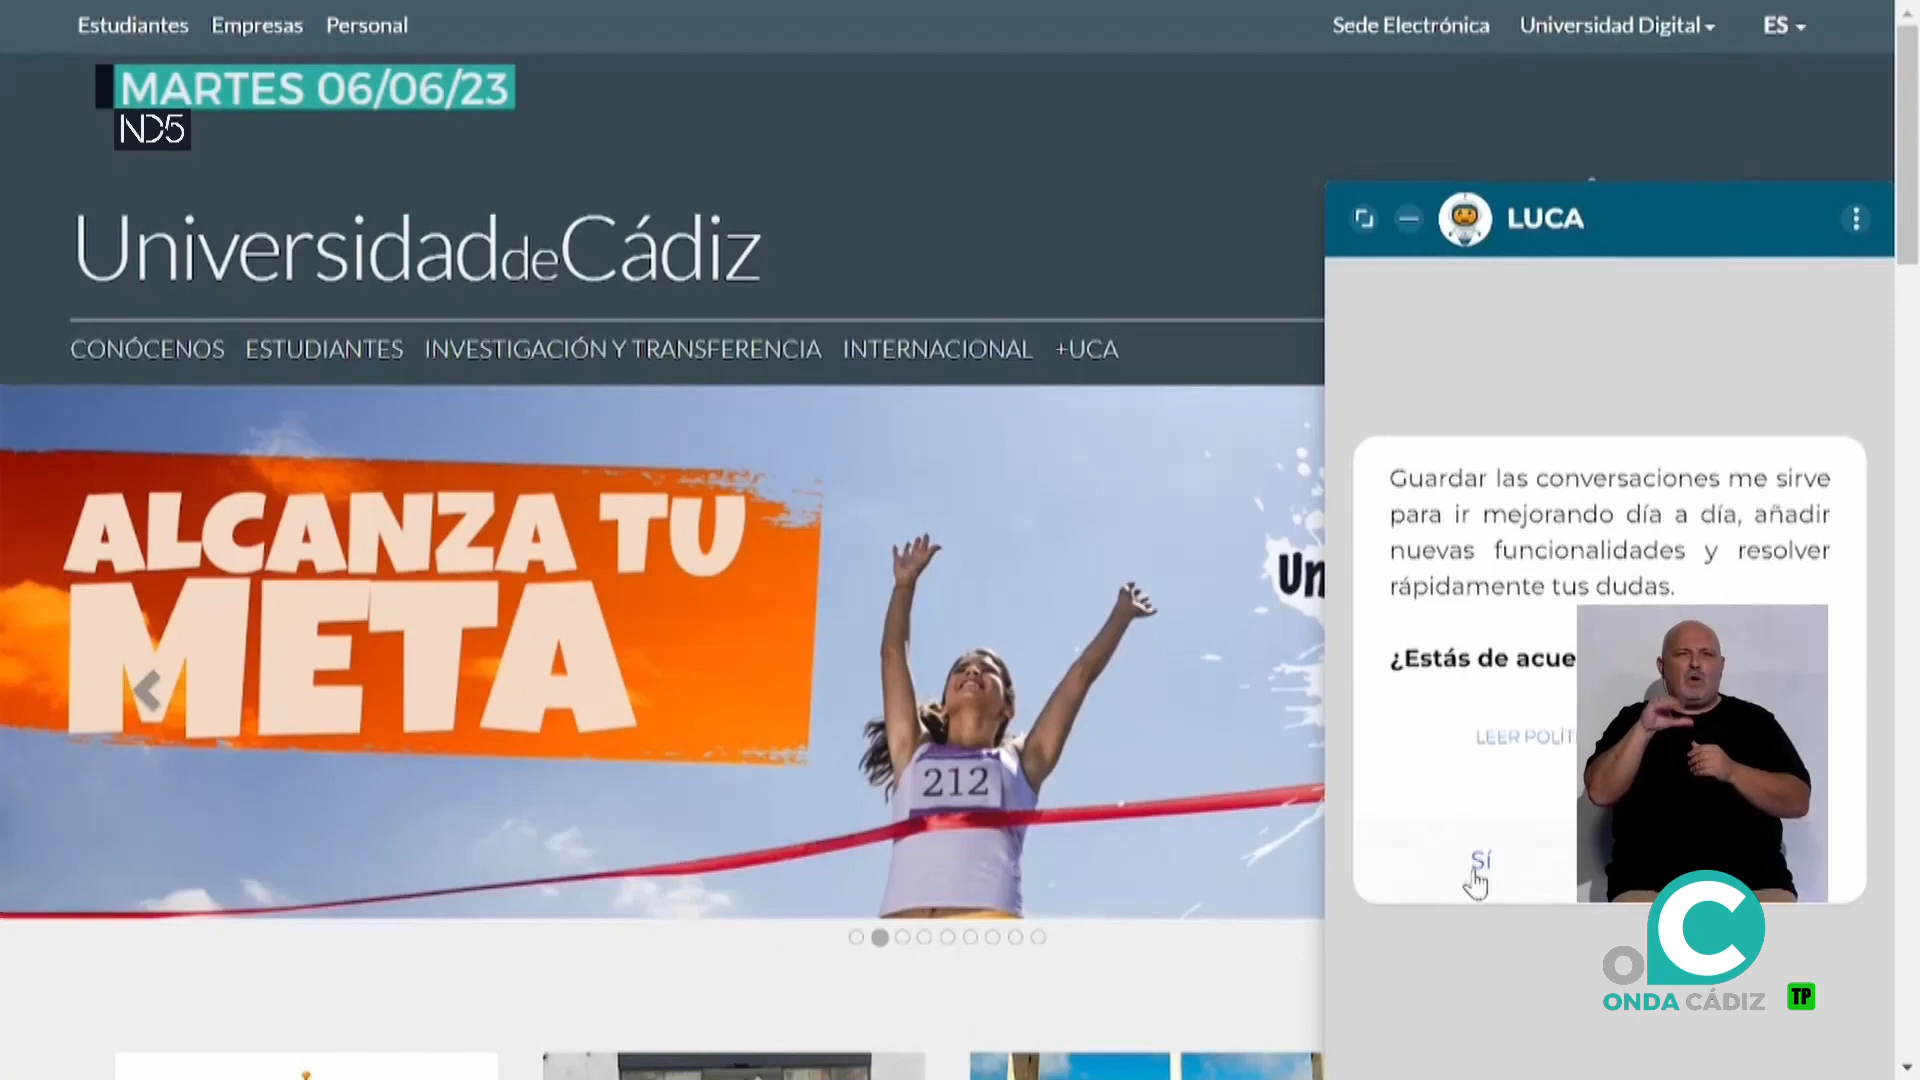 Estudiantes Empresas Personal
Sede Electrónica Universidad Digital ES
MARTES 06/06/23
ND5
UniversidaddeCádiz
LUCA
CONÓCENOS ESTUDIANTES INVESTIGACIÓN Y TRANSFERENCIA INTERNACIONAL +UCA
ALCANZA TU
META
Un
212
Guardar las conversaciones me sirve
para ir mejorando día a día, añadir
nuevas funcionalidades y resolver
rápidamente tus dudas.
¿Estás de acue
LEER POLÍT
Sí
OC
ONDA CÁDIZ
TP